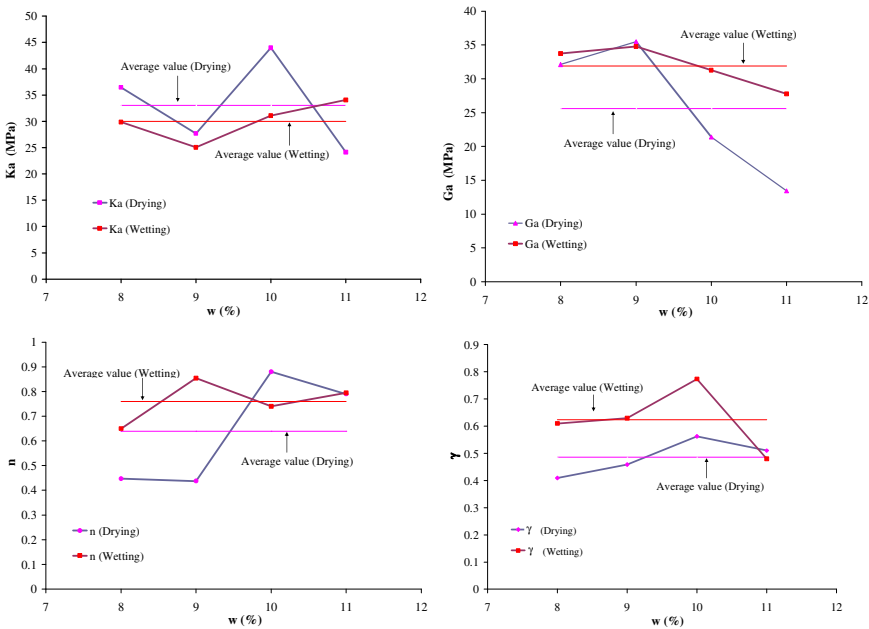 50
45
40
35
30
25
20
15
10
5
0
Ka (MPa)
Average value (Drying)
Average value (Wetting)
Ka (Drying)
Ka (Wetting)
7 8 9 10 11 12
w (%)
40
35
30
25
20
15
10
5
0
Ga (MPa)
Average value (Wetting)
Average value (Drying)
Ga (Drying)
Ga (Wetting)
7 8 9 10 11 12
w (%)
1
0.9
0.8
0.7
0.6
0.5
0.4
0.3
0.2
0.1
0
n
Average value (Wetting)
Average value (Drying)
n (Drying)
n (Wetting)
7 8 9 10 11 12
w (%)
0.9
0.8
0.7
0.6
0.5
0.4
0.3
0.2
0.1
0
γ
Average value (Wetting)
Average value (Drying)
γ (Drying)
γ (Wetting)
7 8 9 10 11 12
w (%)